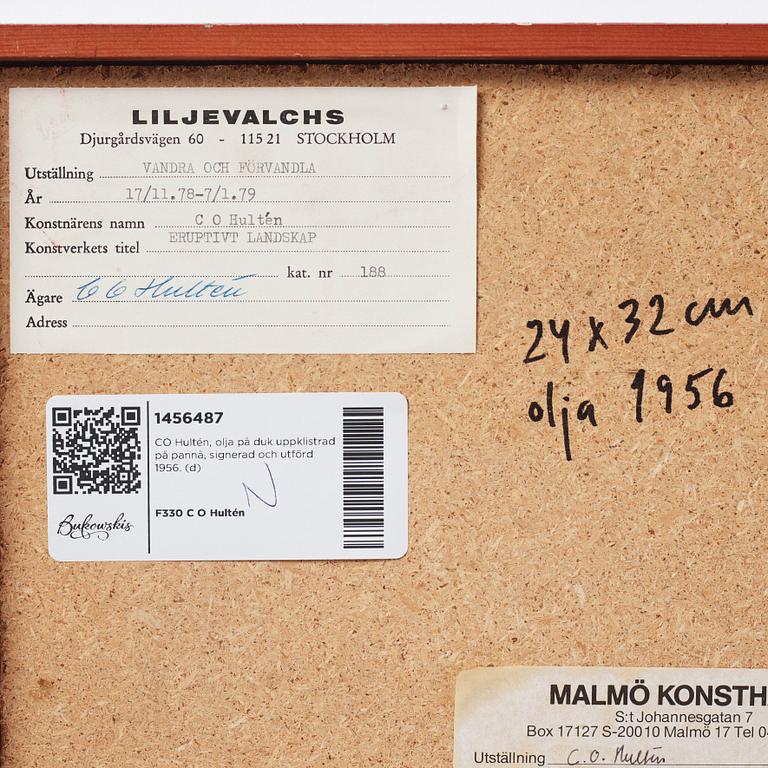 LILJEVALCHS
Djurgårdsvägen 60 - 115 21 STOCKHOLM
Utställning VANDRA OCH FÖRVANDLA
År 17/11.78-7/1.79
Konstnärens namn C O Hultén
Konstverkets titel ERUPTIVT LANDSKAP
kat. nr 188
Ägare C O Hultén
Adress
24 x 32 cm
olja 1956
1456487
CO Hultén, olja på duk uppklistrad
på pannå, signerad och utförd
1956. (d)
F330 C O Hultén
Bukowskis
MALMÖ KONSTH
S:t Johannesgatan 7
Box 17127 S-200 10 Malmö 17 Tel 0
Utställning C.O. Hultén